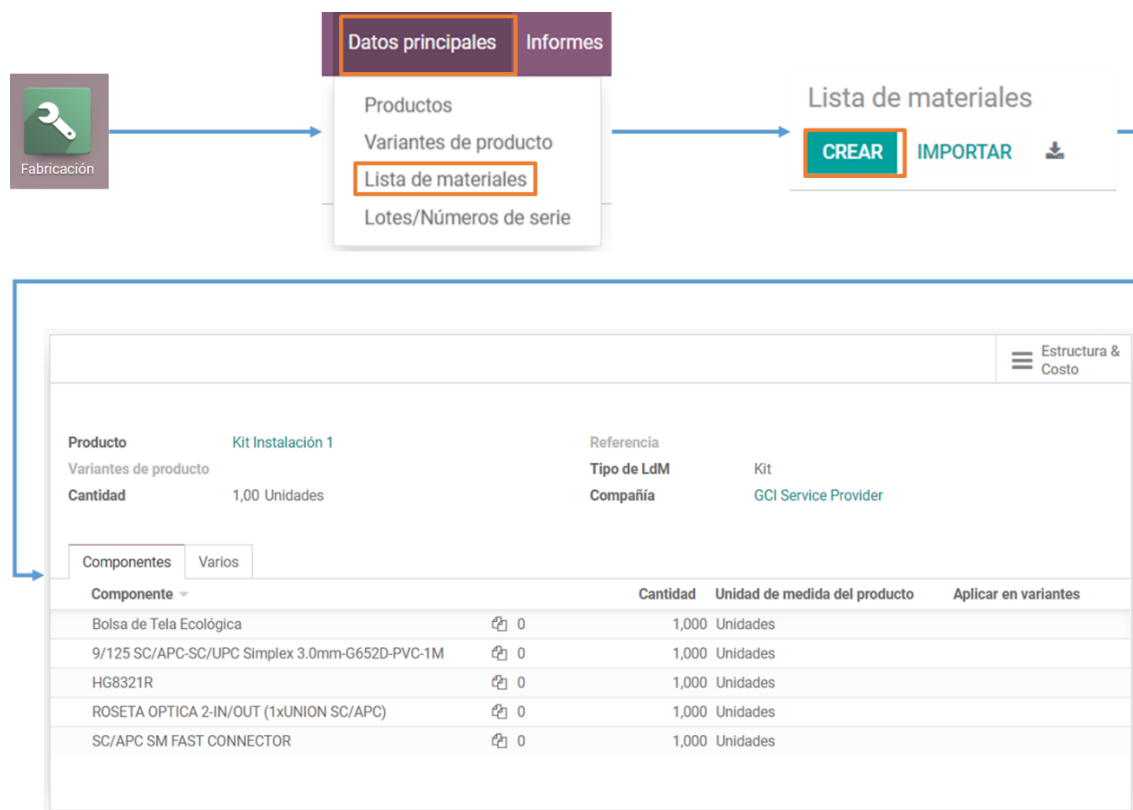 Datos principales Informes
Fabricación
Productos
Variantes de producto
Lista de materiales
Lotes/Números de serie
Lista de materiales
CREAR IMPORTAR
Estructura &
Costo
Producto Kit Instalación 1 Referencia
Variantes de producto Tipo de LdM Kit
Cantidad 1,00 Unidades Compañía GCI Service Provider
Componentes Varios
Componente Cantidad Unidad de medida del producto Aplicar en variantes
Bolsa de Tela Ecológica 0 1,000 Unidades
9/125 SC/APC-SC/UPC Simplex 3.0mm-G652D-PVC-1M 0 1,000 Unidades
HG8321R 0 1,000 Unidades
ROSETA OPTICA 2-IN/OUT (1xUNION SC/APC) 0 1,000 Unidades
SC/APC SM FAST CONNECTOR 0 1,000 Unidades